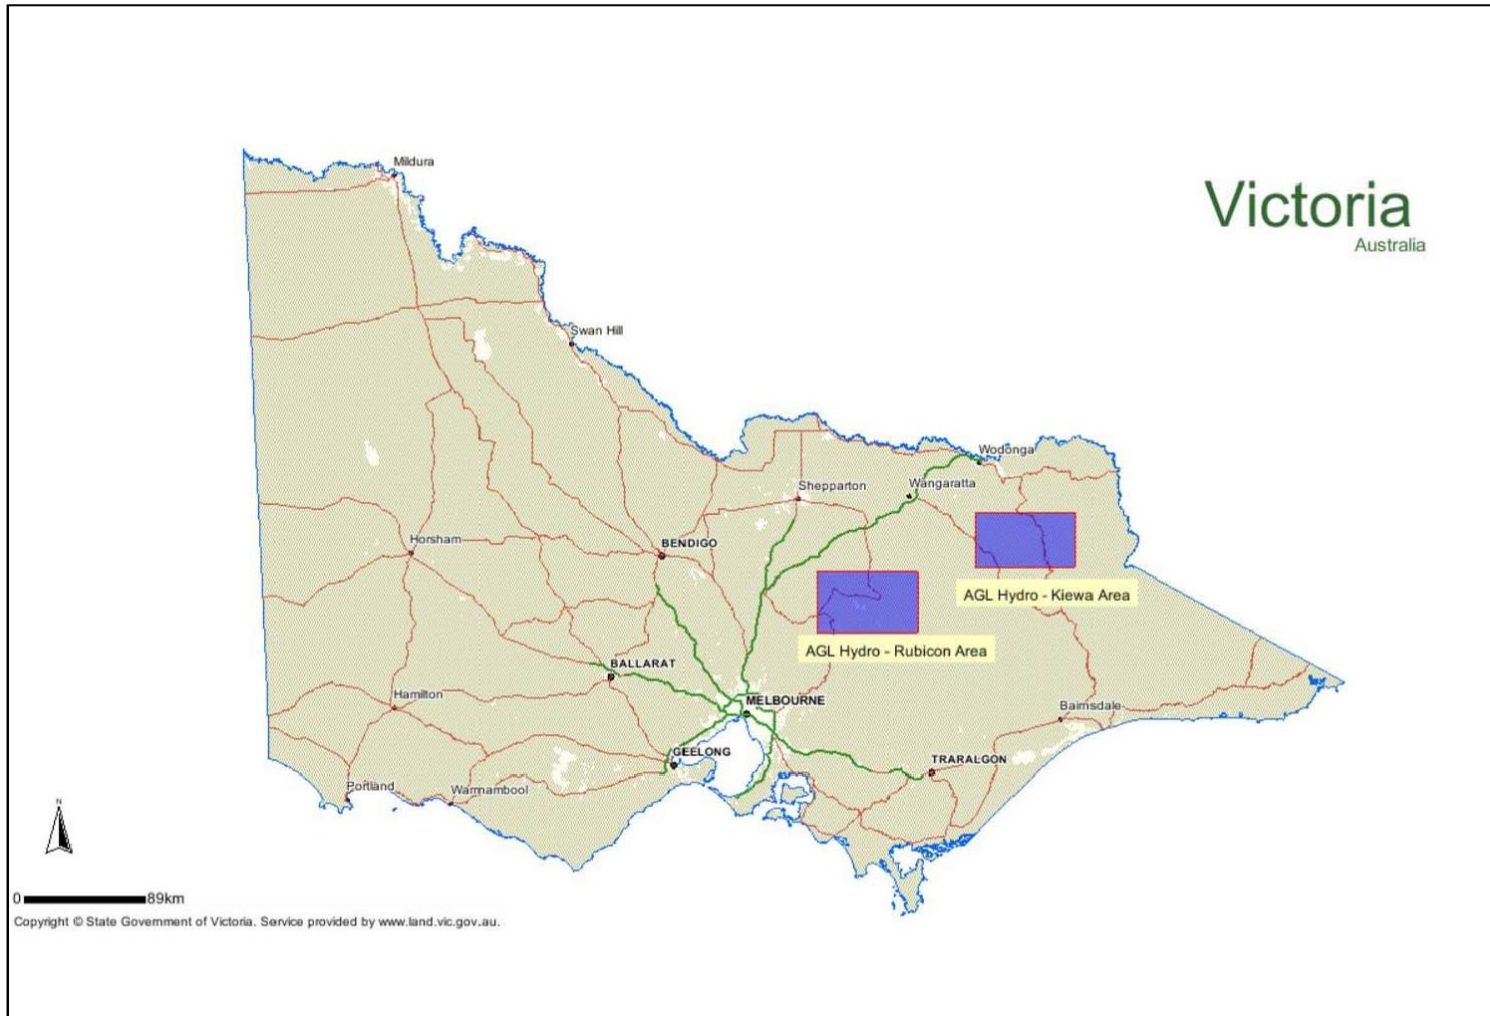 Mildura
Victoria
Australia
Swan Hill
Wodonga
Wangaratta
Shepparton
Horsham
BENDIGO
AGL Hydro - Kiewa Area
AGL Hydro - Rubicon Area
BALLARAT
Hamilton
MELBOURNE
Bairnsdale
GEELONG
TRARALGON
Portland
Warrnambool
N
0 89km
Copyright © State Government of Victoria. Service provided by www.land.vic.gov.au.